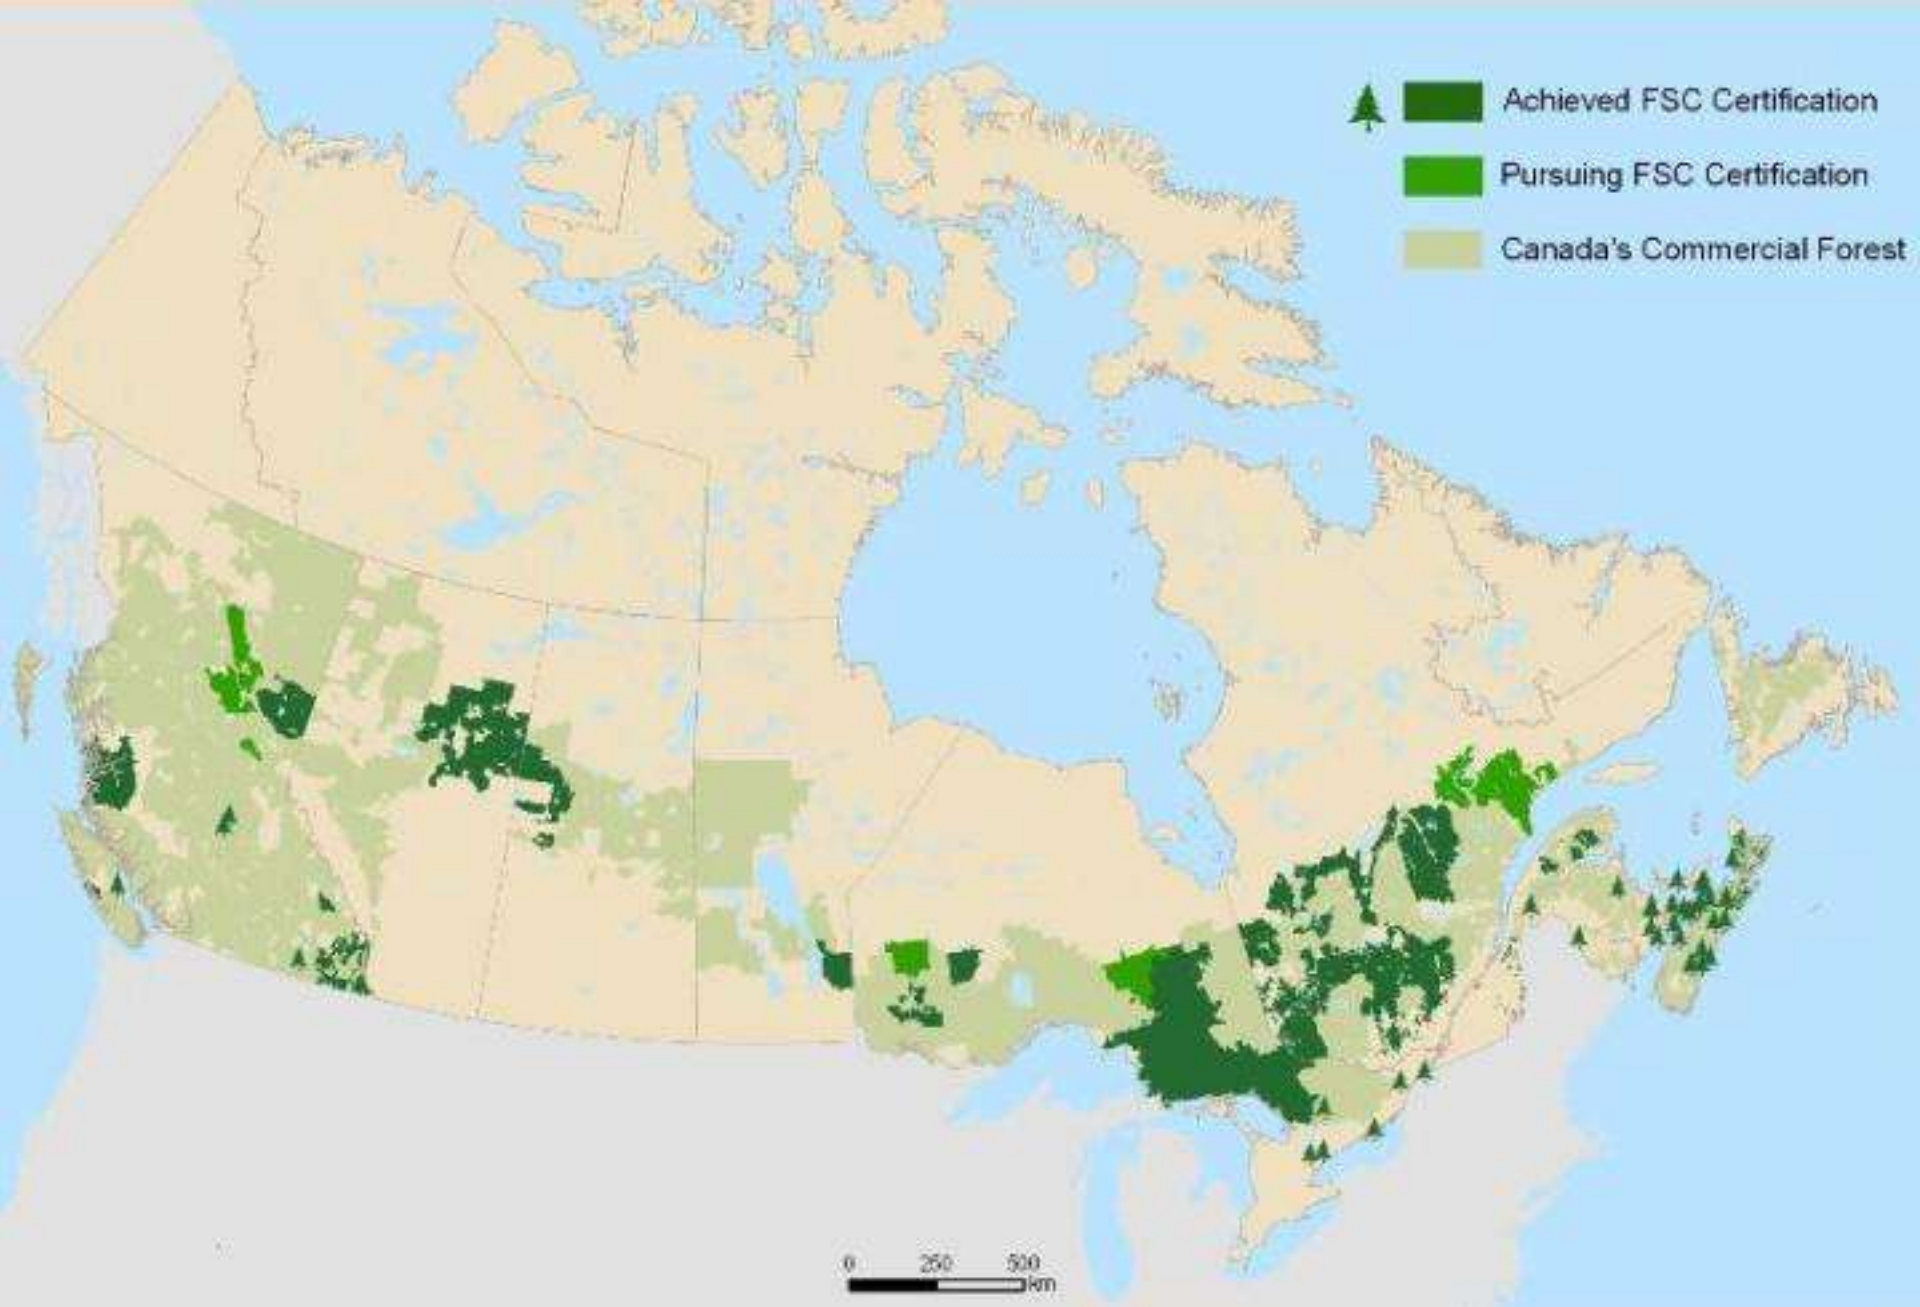 Achieved FSC Certification
Pursuing FSC Certification
Canada's Commercial Forest
0 250 500
km